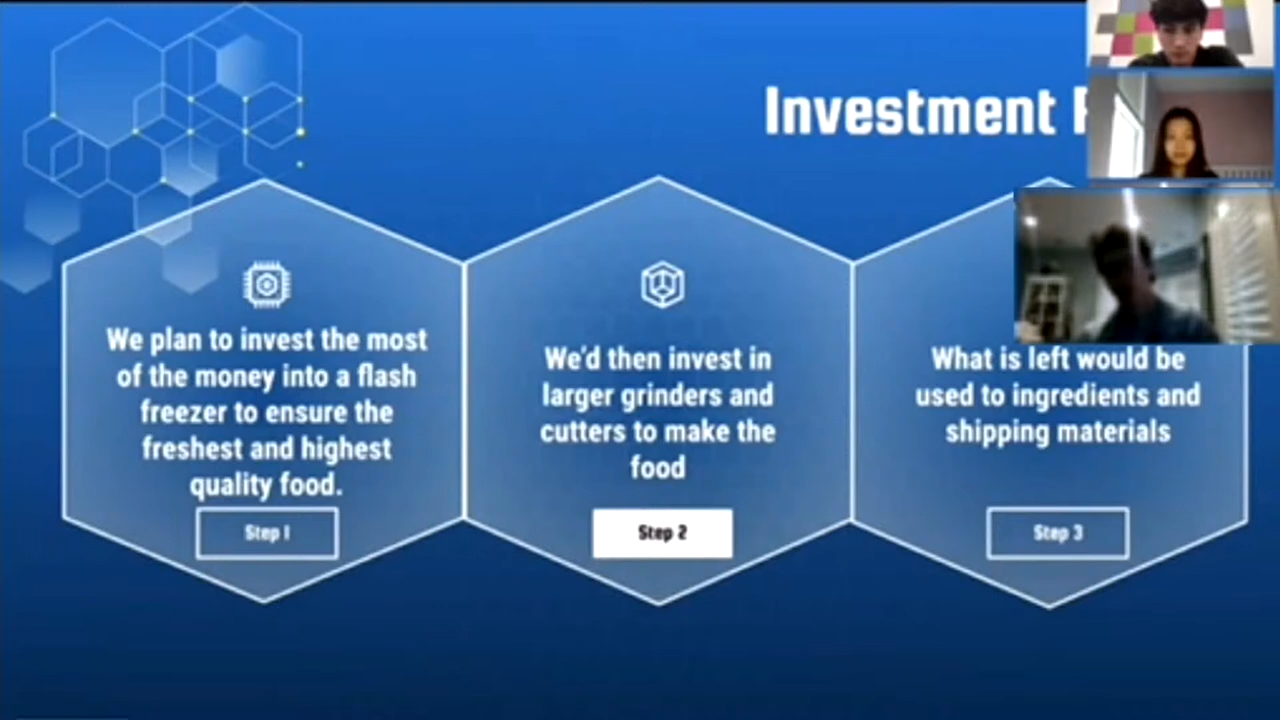 Investment
We plan to invest the most
of the money into a flash
freezer to ensure the
freshest and highest
quality food.
Step 1
We'd then invest in
larger grinders and
cutters to make the
food
Step 2
What is left would be
used to ingredients and
shipping materials
Step 3